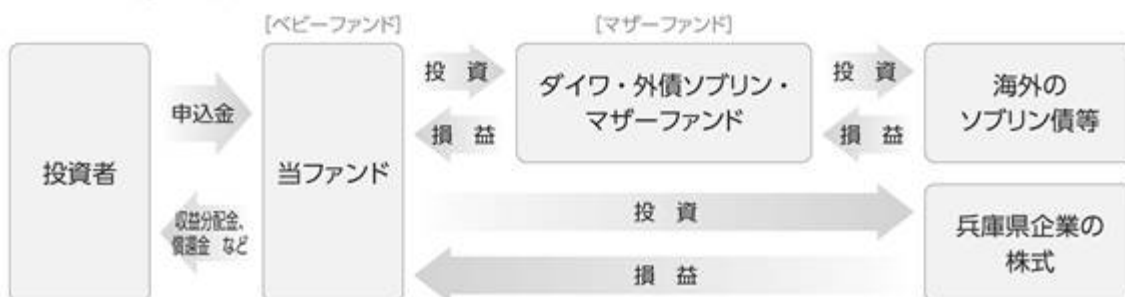 [ベビーファンド]
[マザーファンド]
投資者
申込金
収益分配金、
償還金 など
当ファンド
投 資
損 益
ダイワ・外債ソブリン・
マザーファンド
投 資
損 益
海外の
ソブリン債等
投 資
損 益
兵庫県企業の
株式